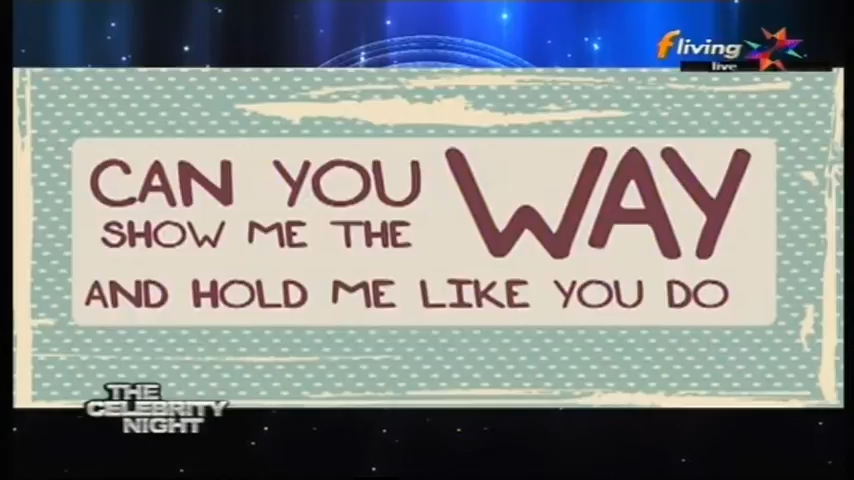 f living
live
CAN YOU
SHOW ME THE
WAY
AND HOLD ME LIKE YOU DO
THE
CELEBRITY
NIGHT